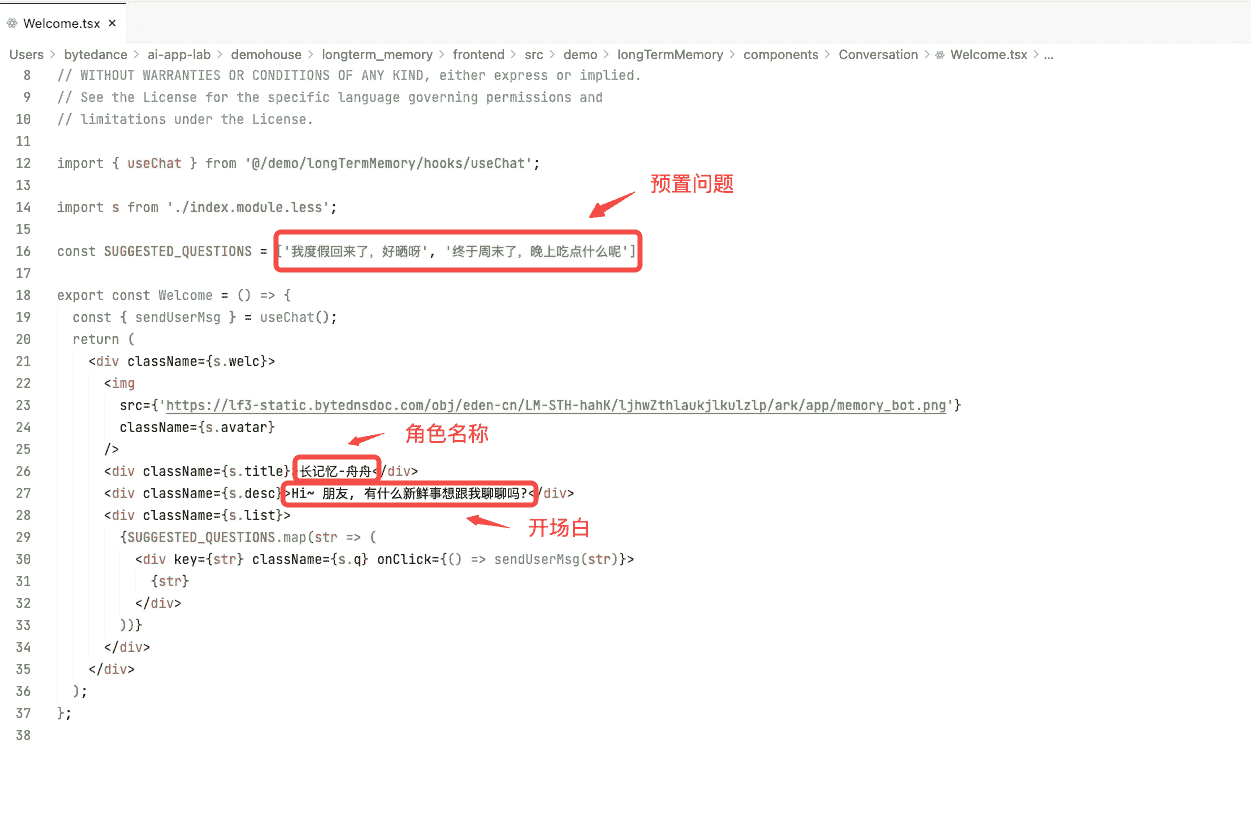 Welcome.tsx ×
Users > bytedance > ai-app-lab > demohouse > longterm_memory > frontend > src > demo > longTermMemory > components > Conversation > Welcome.tsx > ...
8 // WITHOUT WARRANTIES OR CONDITIONS OF ANY KIND, either express or implied.
9 // See the License for the specific language governing permissions and
10 // limitations under the License.
11
12 import { useChat } from '@/demo/longTermMemory/hooks/useChat';
13
预置问题
14 import s from './index.module.less';
15
16 const SUGGESTED_QUESTIONS = ['我度假回来了, 好晒呀', '终于周末了, 晚上吃点什么呢']
17
18 export const Welcome = () => {
19 const { sendUserMsg } = useChat();
20 return (
21 <div className={s.welc}>
22 <img
23 src={'https://lf3-static.bytednsdoc.com/obj/eden-cn/LM-STH-hahK/ljhwZthlaukjlkulzlp/ark/app/memory_bot.png'}
24 className={s.avatar}
角色名称
25 />
26 <div className={s.title}>长记忆-舟舟</div>
27 <div className={s.desc}>Hi~ 朋友, 有什么新鲜事想跟我聊聊吗?</div>
28 <div className={s.list}>
开场白
29 {SUGGESTED_QUESTIONS.map(str => (
30 <div key={str} className={s.q} onClick={() => sendUserMsg(str)}>
31 {str}
32 </div>
33 ))}
34 </div>
35 </div>
36 );
37 };
38